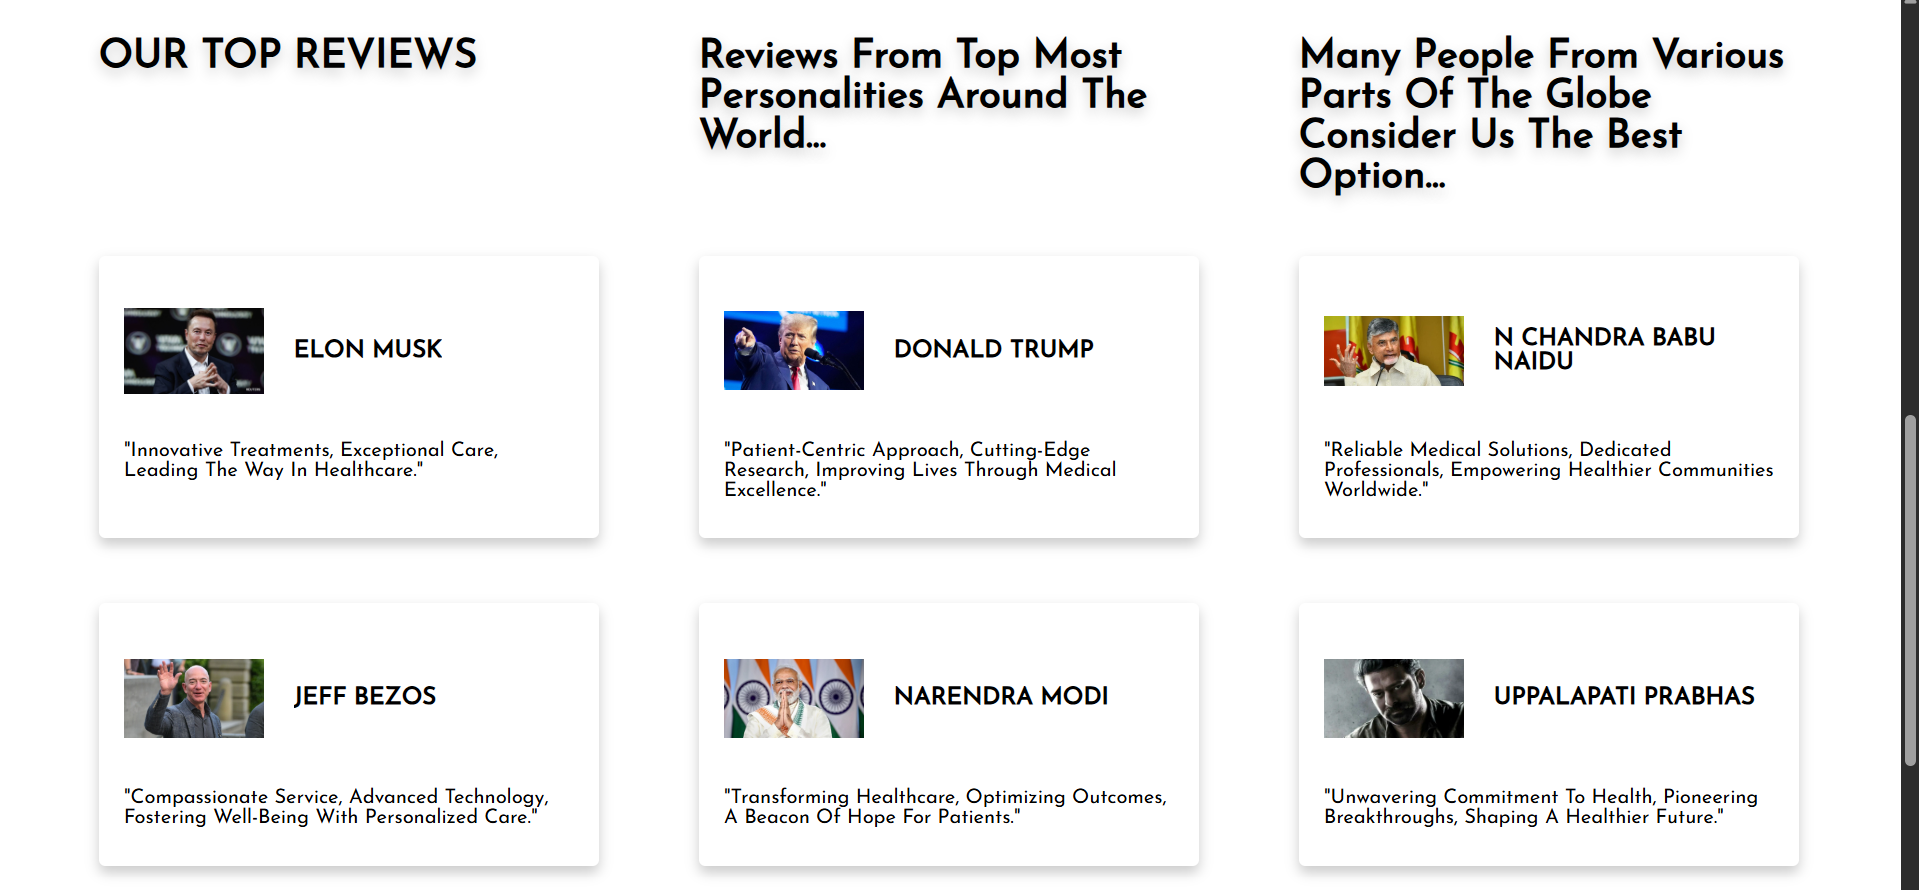 OUR TOP REVIEWS
Reviews From Top Most
Personalities Around The
World...
Many People From Various
Parts Of The Globe
Consider Us The Best
Option...
ELON MUSK
"Innovative Treatments, Exceptional Care,
Leading The Way In Healthcare."
DONALD TRUMP
"Patient-Centric Approach, Cutting-Edge
Research, Improving Lives Through Medical
Excellence."
N CHANDRA BABU
NAIDU
"Reliable Medical Solutions, Dedicated
Professionals, Empowering Healthier Communities
Worldwide."
JEFF BEZOS
"Compassionate Service, Advanced Technology,
Fostering Well-Being With Personalized Care."
NARENDRA MODI
"Transforming Healthcare, Optimizing Outcomes,
A Beacon Of Hope For Patients."
UPPALAPATI PRABHAS
"Unwavering Commitment To Health, Pioneering
Breakthroughs, Shaping A Healthier Future."